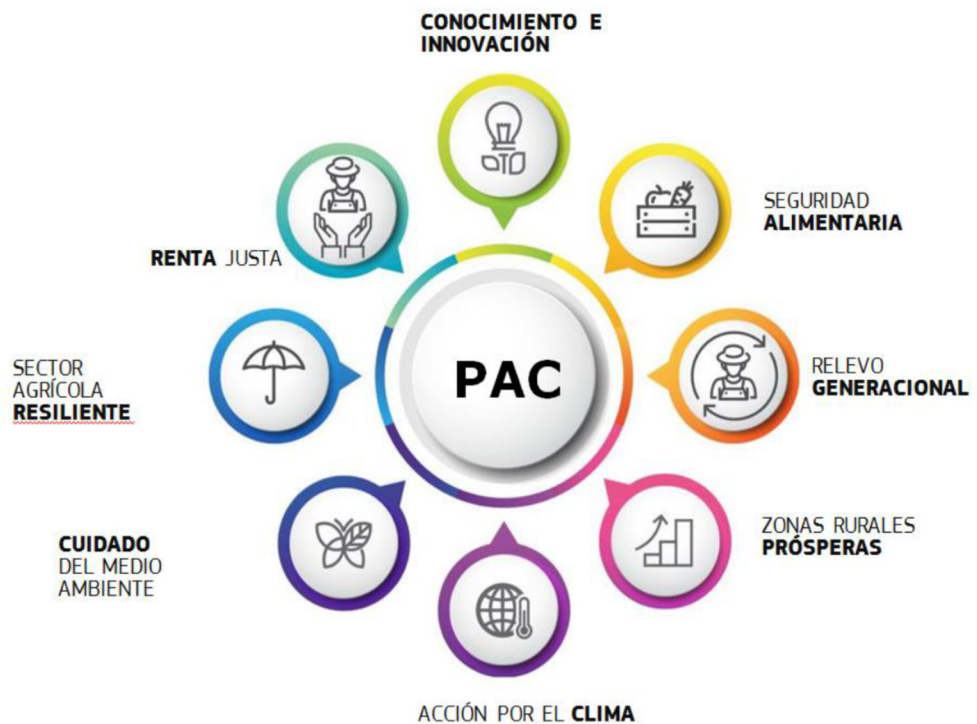 CONOCIMIENTO E
INNOVACIÓN
SEGURIDAD
ALIMENTARIA
RENTA JUSTA
SECTOR
AGRÍCOLA
RESILIENTE
PAC
RELEVO
GENERACIONAL
CUIDADO
DEL MEDIO
AMBIENTE
ZONAS RURALES
PRÓSPERAS
ACCIÓN POR EL CLIMA